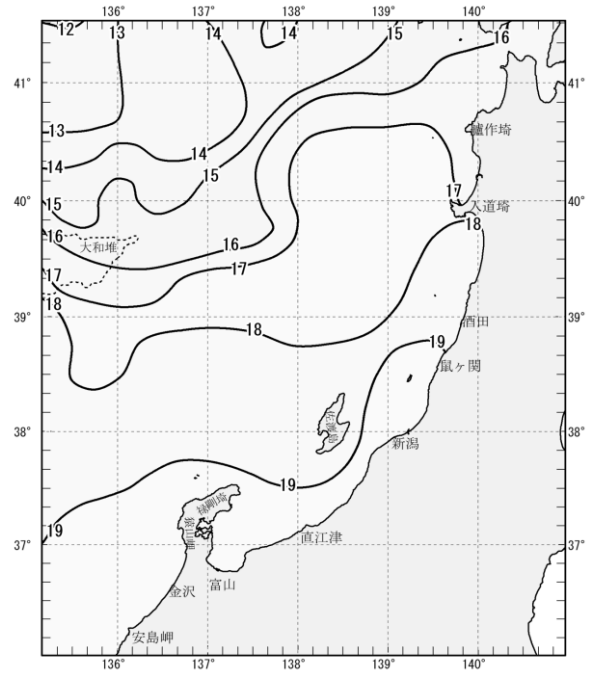 136° 137° 138° 139° 140°
12 13 14 14 15 16
41° 41°
13
艫作埼
14 14
15
17
40° 入道埼 40°
15
18
16 16
大和堆
17 17
18
39° 18 酒田 39°
19
鼠ヶ関
佐渡島
38° 新潟 38°
19
禄剛埼
19
猿山岬
37° 直江津 37°
富山
金沢
安島岬
136° 137° 138° 139° 140°